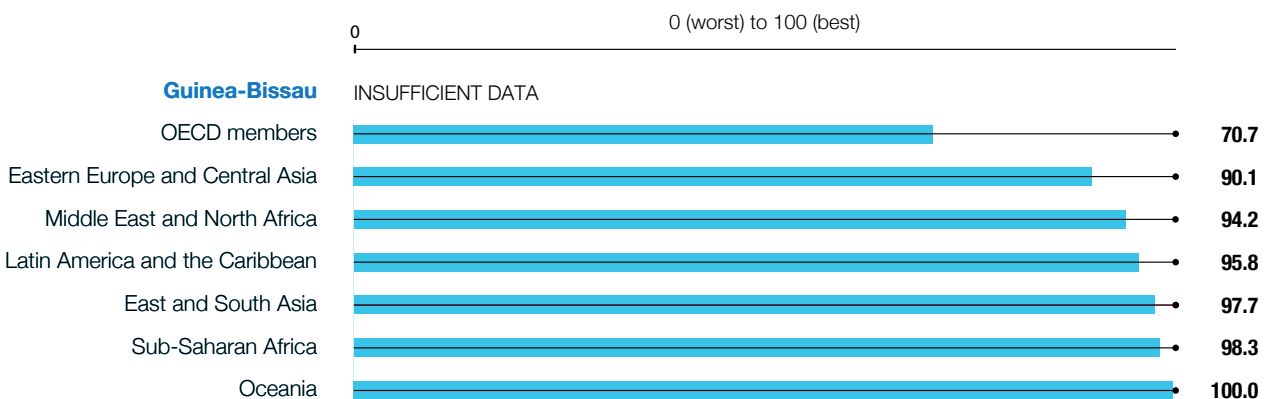 0 (worst) to 100 (best)
0
Guinea-Bissau INSUFFICIENT DATA
OECD members 70.7
Eastern Europe and Central Asia 90.1
Middle East and North Africa 94.2
Latin America and the Caribbean 95.8
East and South Asia 97.7
Sub-Saharan Africa 98.3
Oceania 100.0